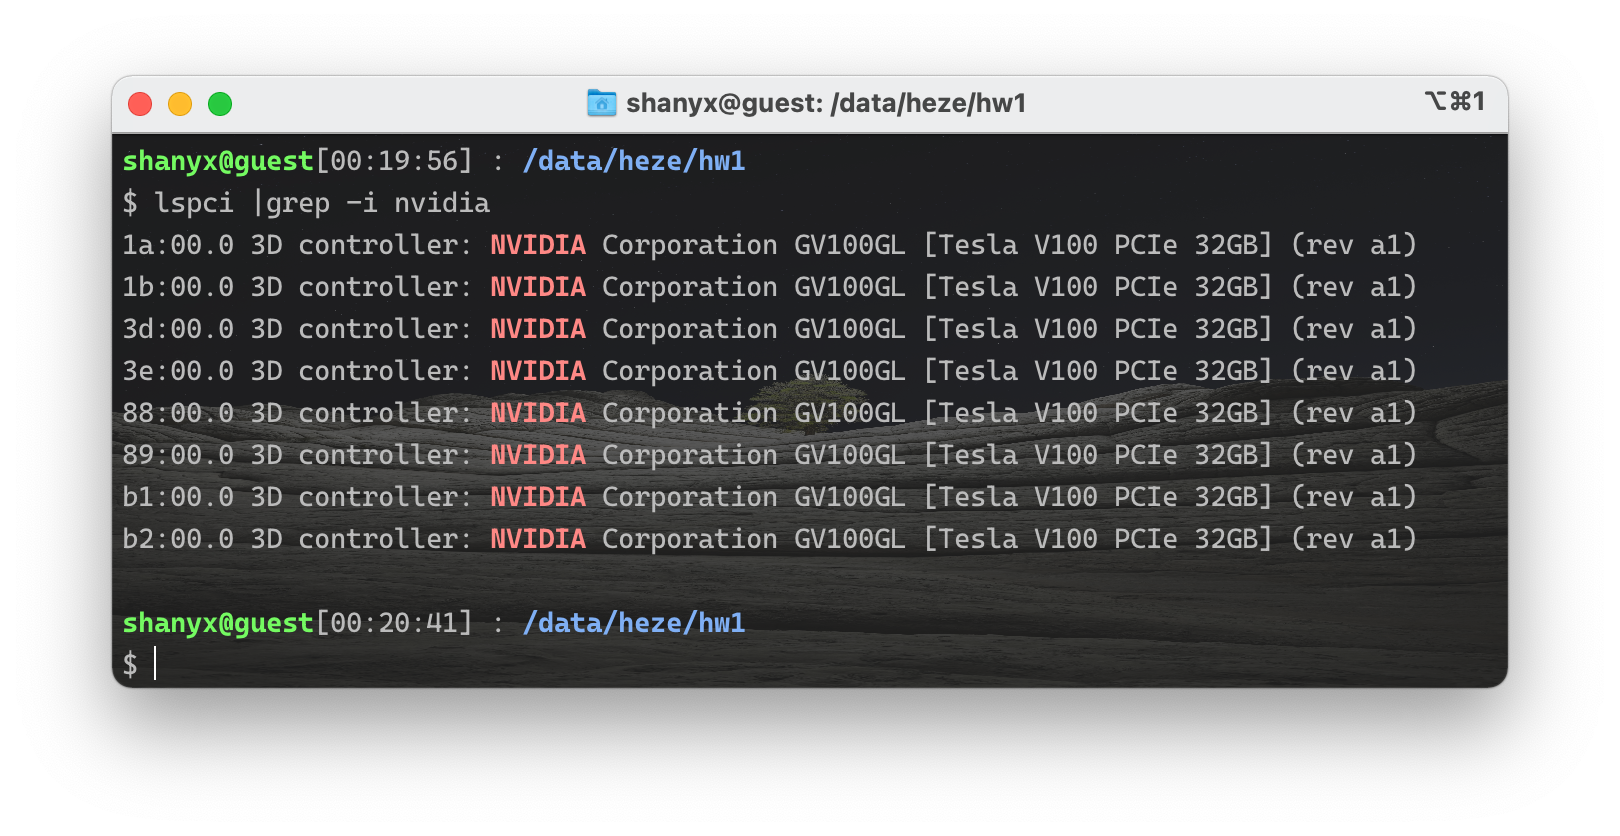 shanyx@guest: /data/heze/hw1
⌥⌘1
shanyx@guest[00:19:56] : /data/heze/hw1
$ lspci |grep -i nvidia
1a:00.0 3D controller: NVIDIA Corporation GV100GL [Tesla V100 PCIe 32GB] (rev a1)
1b:00.0 3D controller: NVIDIA Corporation GV100GL [Tesla V100 PCIe 32GB] (rev a1)
3d:00.0 3D controller: NVIDIA Corporation GV100GL [Tesla V100 PCIe 32GB] (rev a1)
3e:00.0 3D controller: NVIDIA Corporation GV100GL [Tesla V100 PCIe 32GB] (rev a1)
88:00.0 3D controller: NVIDIA Corporation GV100GL [Tesla V100 PCIe 32GB] (rev a1)
89:00.0 3D controller: NVIDIA Corporation GV100GL [Tesla V100 PCIe 32GB] (rev a1)
b1:00.0 3D controller: NVIDIA Corporation GV100GL [Tesla V100 PCIe 32GB] (rev a1)
b2:00.0 3D controller: NVIDIA Corporation GV100GL [Tesla V100 PCIe 32GB] (rev a1)
shanyx@guest[00:20:41] : /data/heze/hw1
$